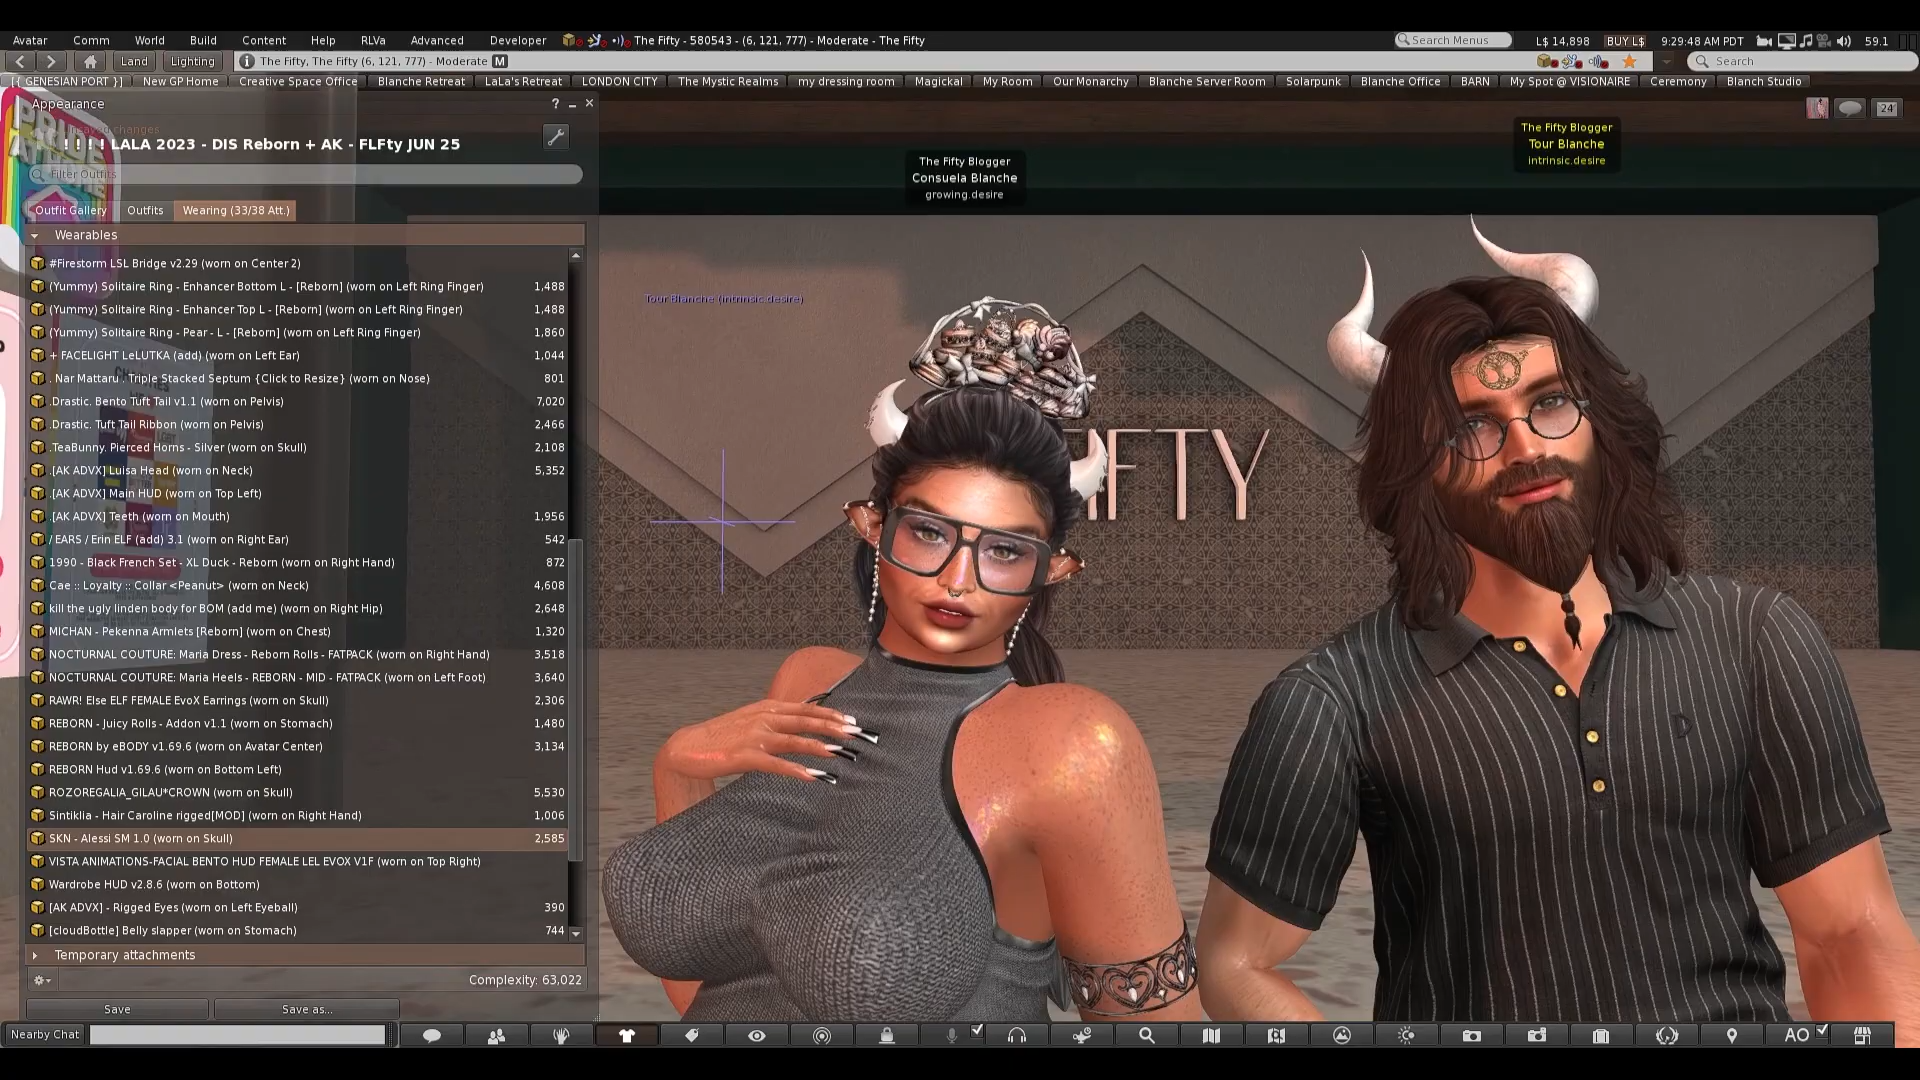 Avatar Comm World Build Content Help RLVa Advanced Developer The Fifty - 580543 - (6, 121, 777) - Moderate - The Fifty Search Menus L$ 14,898 BUY L$ 9:29:48 AM PDT 59.1
Land Lighting The Fifty, The Fifty (6, 121, 777) - Moderate M Search
[{ GENESIAN PORT }] New GP Home Creative Space Office Blanche Retreat LaLa's Retreat LONDON CITY The Mystic Realms my dressing room Magickal My Room Our Monarchy Blanche Server Room Solarpunk Blanche Office BARN My Spot @ VISIONAIRE Ceremony Blanch Studio
Appearance ? _ ×
24
! ! ! ! LALA 2023 - DIS Reborn + AK - FLFty JUN 25
Filter Outfits
Outfit Gallery Outfits Wearing (33/38 Att.)
Wearables
#Firestorm LSL Bridge v2.29 (worn on Center 2)
(Yummy) Solitaire Ring - Enhancer Bottom L - [Reborn] (worn on Left Ring Finger) 1,488
(Yummy) Solitaire Ring - Enhancer Top L - [Reborn] (worn on Left Ring Finger) 1,488
(Yummy) Solitaire Ring - Pear - L - [Reborn] (worn on Left Ring Finger) 1,860
+ FACELIGHT LeLUTKA (add) (worn on Left Ear) 1,044
. Nar Mattaru . Triple Stacked Septum {Click to Resize} (worn on Nose) 801
.Drastic. Bento Tuft Tail v1.1 (worn on Pelvis) 7,020
.Drastic. Tuft Tail Ribbon (worn on Pelvis) 2,466
.TeaBunny. Pierced Horns - Silver (worn on Skull) 2,108
.[AK ADVX] Luisa Head (worn on Neck) 5,352
.[AK ADVX] Main HUD (worn on Top Left)
.[AK ADVX] Teeth (worn on Mouth) 1,956
/ EARS / Erin ELF (add) 3.1 (worn on Right Ear) 542
1990 - Black French Set - XL Duck - Reborn (worn on Right Hand) 872
Cae :: Loyalty :: Collar <Peanut> (worn on Neck) 4,608
kill the ugly linden body for BOM (add me) (worn on Right Hip) 2,648
MICHAN - Pekenna Armlets [Reborn] (worn on Chest) 1,320
NOCTURNAL COUTURE: Maria Dress - Reborn Rolls - FATPACK (worn on Right Hand) 3,518
NOCTURNAL COUTURE: Maria Heels - REBORN - MID - FATPACK (worn on Left Foot) 3,640
RAWR! Else ELF FEMALE EvoX Earrings (worn on Skull) 2,306
REBORN - Juicy Rolls - Addon v1.1 (worn on Stomach) 1,480
REBORN by eBODY v1.69.6 (worn on Avatar Center) 3,134
REBORN Hud v1.69.6 (worn on Bottom Left)
ROZOREGALIA_GILAU*CROWN (worn on Skull) 5,530
Sintiklia - Hair Caroline rigged[MOD] (worn on Right Hand) 1,006
SKN - Alessi SM 1.0 (worn on Skull) 2,585
VISTA ANIMATIONS-FACIAL BENTO HUD FEMALE LEL EVOX V1F (worn on Top Right)
Wardrobe HUD v2.8.6 (worn on Bottom)
[AK ADVX] - Rigged Eyes (worn on Left Eyeball) 390
[cloudBottle] Belly slapper (worn on Stomach) 744
Temporary attachments
Complexity: 63,022
Save Save as...
Nearby Chat
AO
The Fifty Blogger
Consuela Blanche
growing.desire
The Fifty Blogger
Tour Blanche
intrinsic.desire
Tour Blanche (intrinsic.desire)
FIFTY